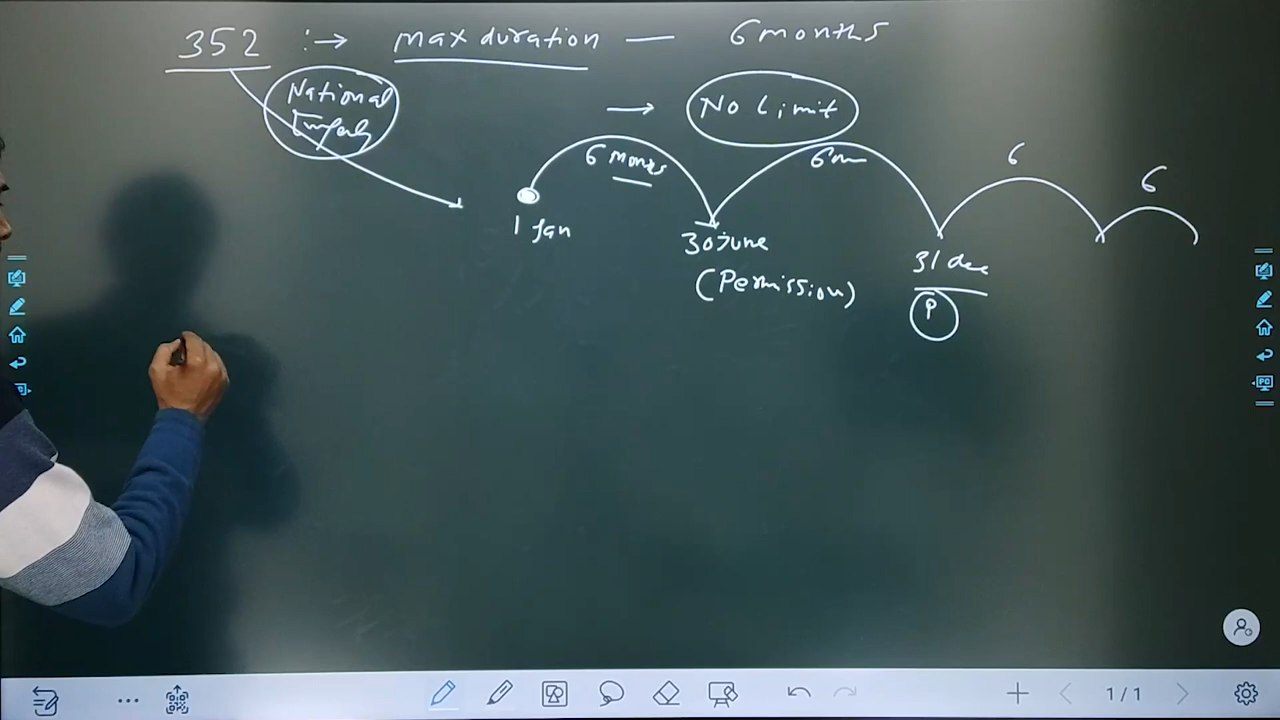 352 :→ max duration — 6 months
National
→ No Limit
6 months
6m
6
6
1 Jan
30 June
31 dec
(Permission)
P
1/1